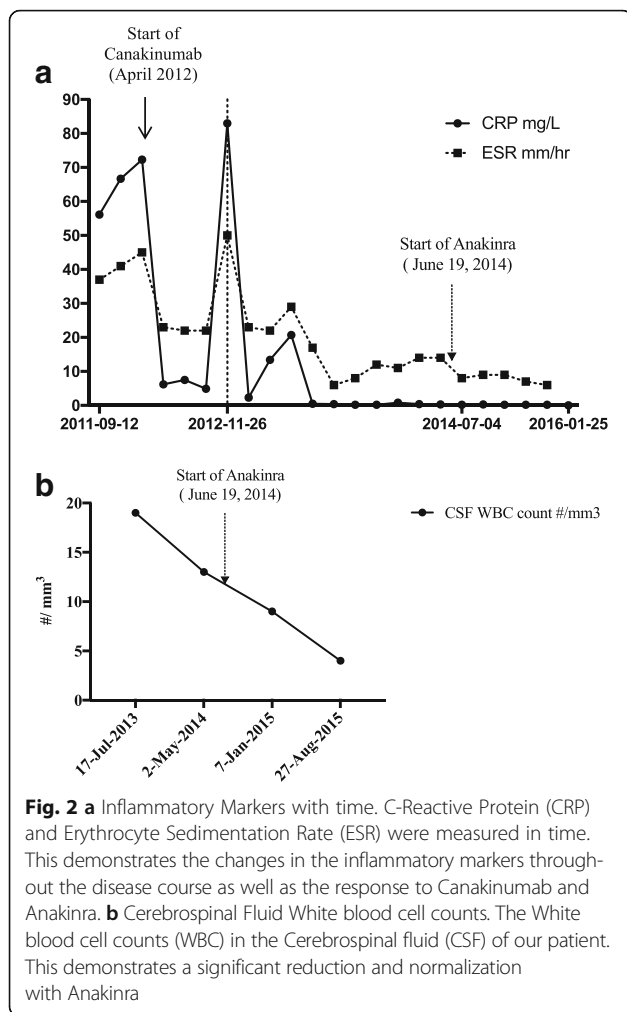 Start of
Canakinumab
(April 2012)
a
90
80
70
60
50
40
30
20
10
0
CRP mg/L
ESR mm/hr
Start of Anakinra
( June 19, 2014)
2011-09-12
2012-11-26
2014-07-04
2016-01-25
b
Start of Anakinra
( June 19, 2014)
CSF WBC count #/mm3
20
15
10
5
0
#/ mm³
17-Jul-2013
2-May-2014
7-Jan-2015
27-Aug-2015
Fig. 2 a Inflammatory Markers with time. C-Reactive Protein (CRP)
and Erythrocyte Sedimentation Rate (ESR) were measured in time.
This demonstrates the changes in the inflammatory markers through-
out the disease course as well as the response to Canakinumab and
Anakinra. b Cerebrospinal Fluid White blood cell counts. The White
blood cell counts (WBC) in the Cerebrospinal fluid (CSF) of our patient.
This demonstrates a significant reduction and normalization
with Anakinra